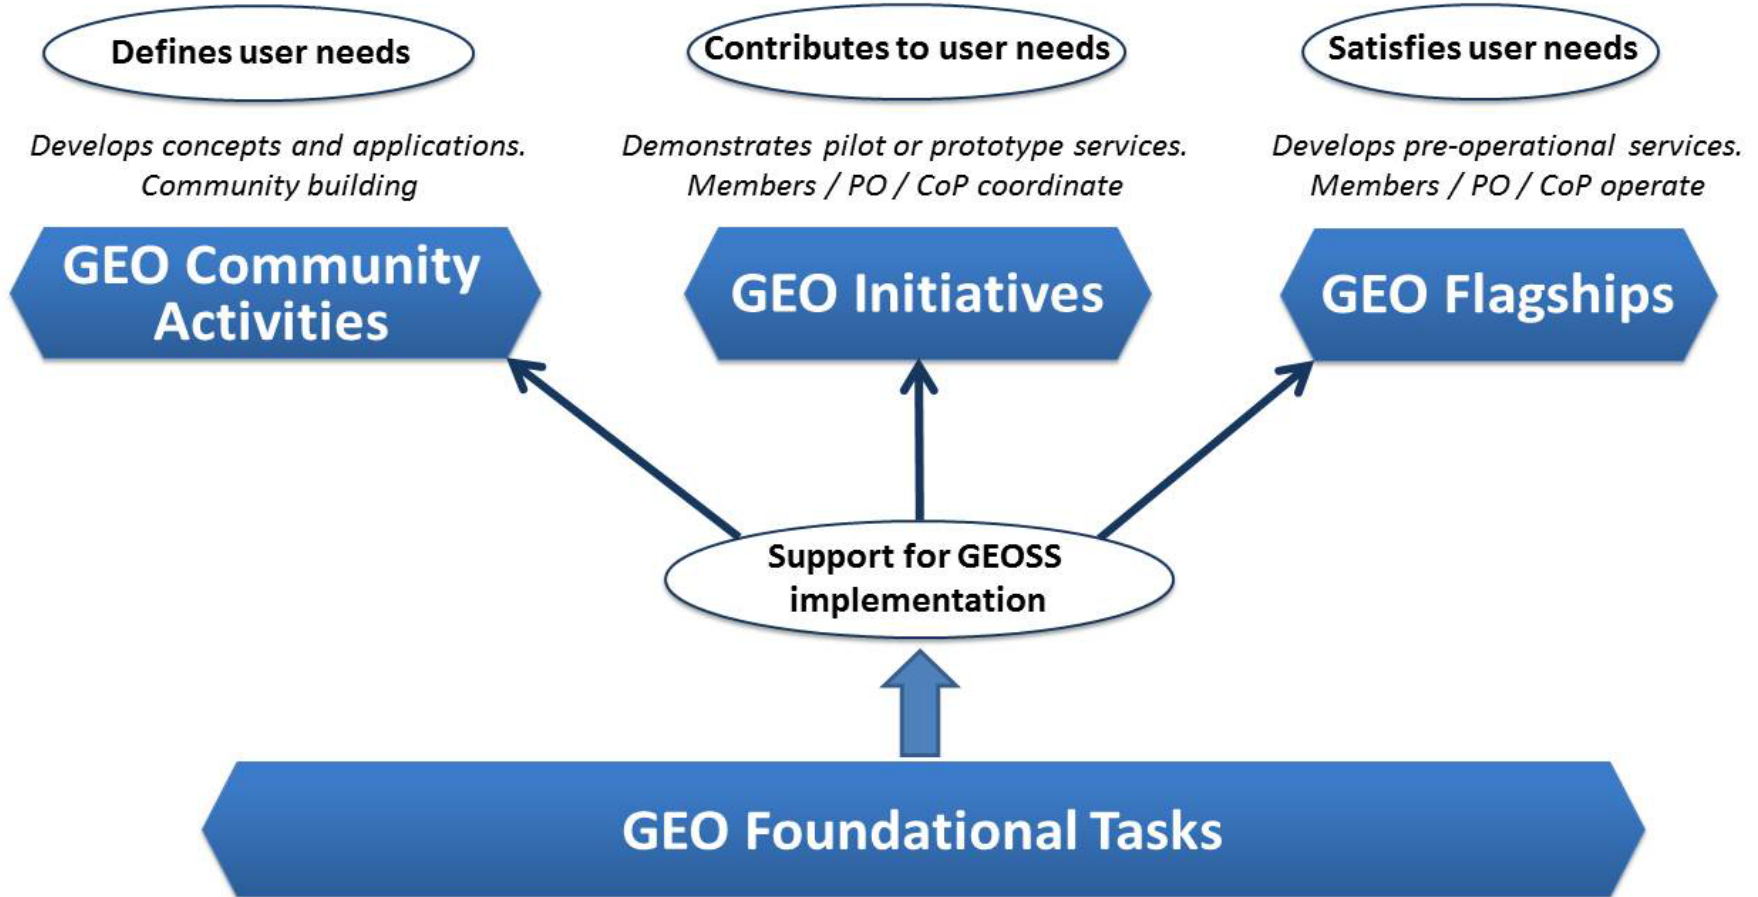 Defines user needs
Contributes to user needs
Satisfies user needs
Develops concepts and applications.
Community building
Demonstrates pilot or prototype services.
Members / PO / CoP coordinate
Develops pre-operational services.
Members / PO / CoP operate
GEO Community
Activities
GEO Initiatives
GEO Flagships
Support for GEOSS
implementation
GEO Foundational Tasks